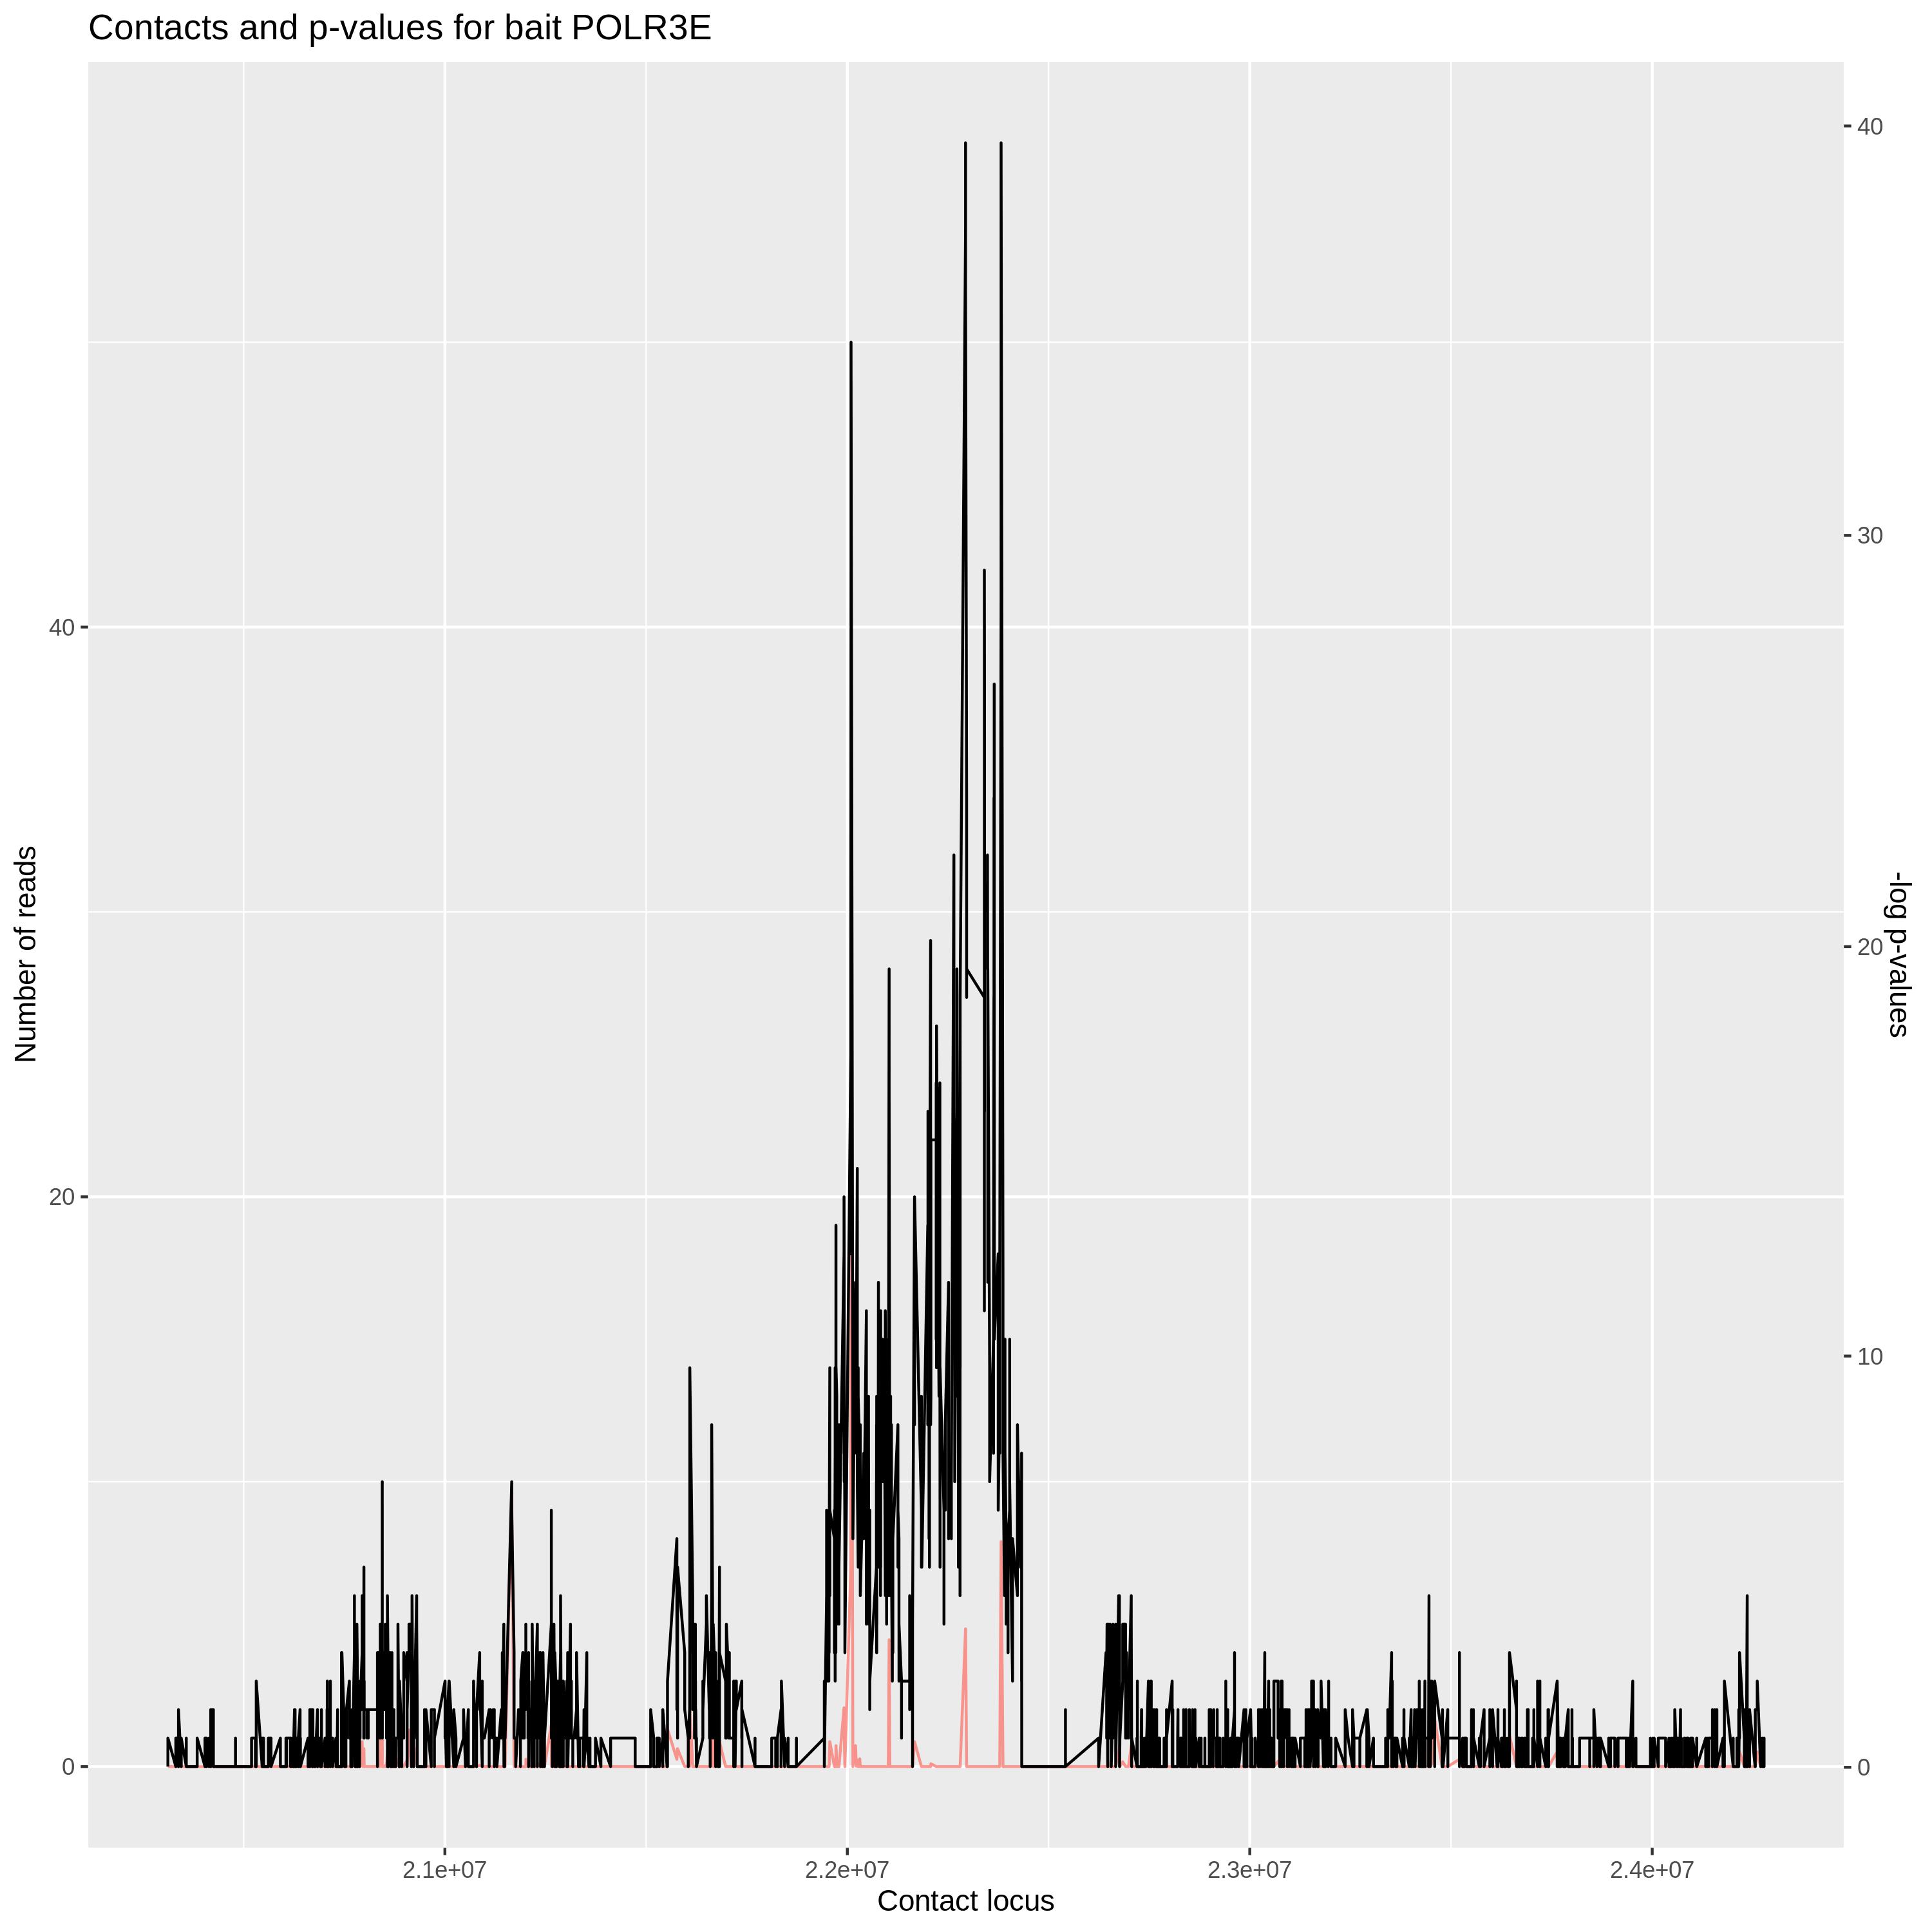 Contacts and p-values for bait POLR3E
40
20
0
Number of reads
40
30
20
10
0
-log p-values
2.1e+07
2.2e+07
2.3e+07
2.4e+07
Contact locus